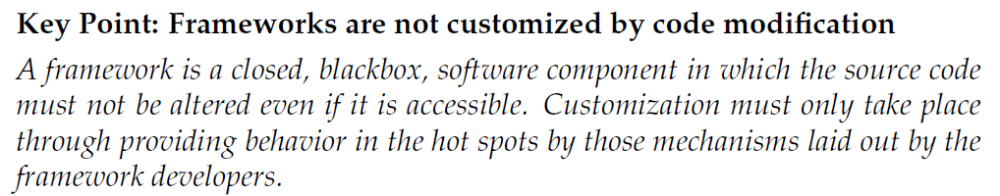 Key Point: Frameworks are not customized by code modification
A framework is a closed, blackbox, software component in which the source code
must not be altered even if it is accessible. Customization must only take place
through providing behavior in the hot spots by those mechanisms laid out by the
framework developers.